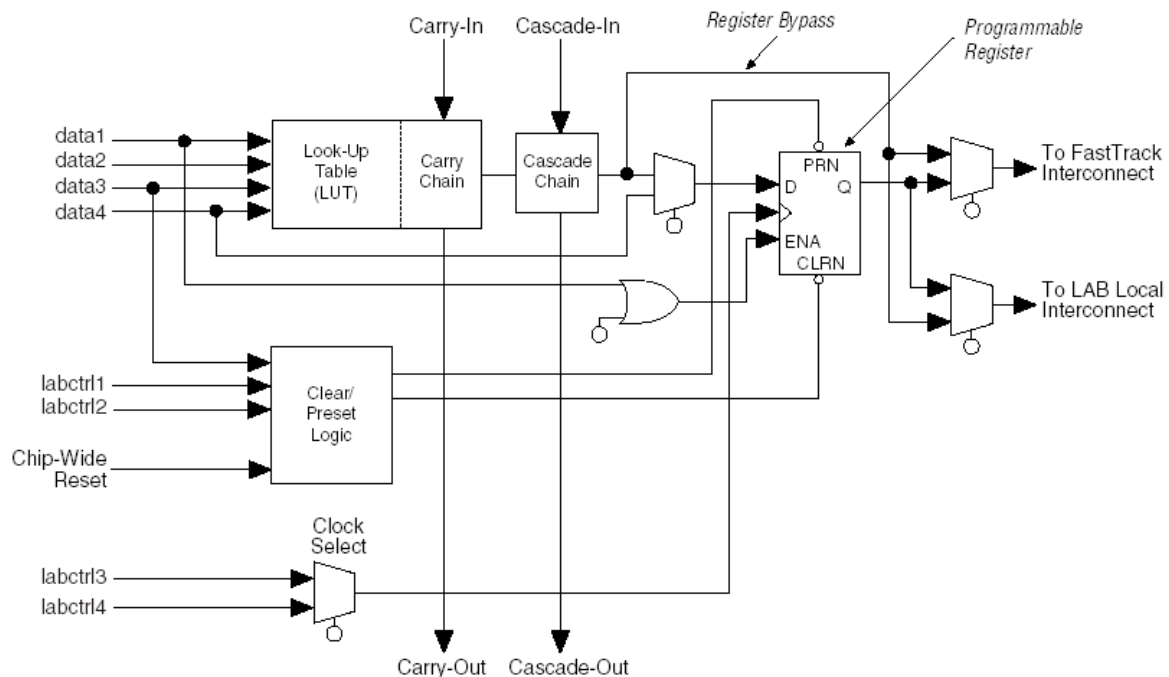 Carry-In
Cascade-In
Register Bypass
Programmable
Register
data1
data2
data3
data4
Look-Up
Table
(LUT)
Carry
Chain
Cascade
Chain
PRN
D
Q
ENA
CLRN
To FastTrack
Interconnect
To LAB Local
Interconnect
labctrl1
labctrl2
Clear/
Preset
Logic
Chip-Wide
Reset
Clock
Select
labctrl3
labctrl4
Carry-Out
Cascade-Out